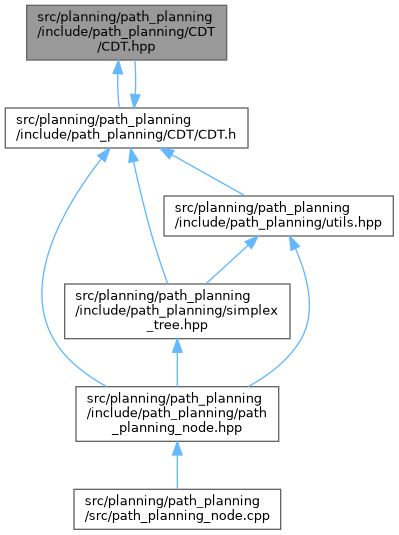 src/planning/path_planning
/include/path_planning/CDT
/CDT.hpp
src/planning/path_planning
/include/path_planning/CDT/CDT.h
src/planning/path_planning
/include/path_planning/utils.hpp
src/planning/path_planning
/include/path_planning/simplex
_tree.hpp
src/planning/path_planning
/include/path_planning/path
_planning_node.hpp
src/planning/path_planning
/src/path_planning_node.cpp